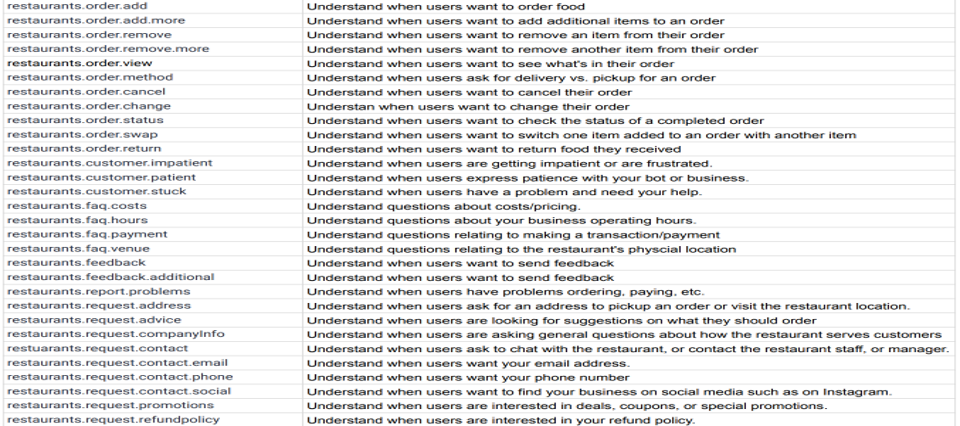 restaurants.order.add Understand when users want to order food
restaurants.order.add.more Understand when users want to add additional items to an order
restaurants.order.remove Understand when users want to remove an item from their order
restaurants.order.remove.more Understand when users want to remove another item from their order
restaurants.order.view Understand when users want to see what's in their order
restaurants.order.method Understand when users ask for delivery vs. pickup for an order
restaurants.order.cancel Understand when users want to cancel their order
restaurants.order.change Understan when users want to change their order
restaurants.order.status Understand when users want to check the status of a completed order
restaurants.order.swap Understand when users want to switch one item added to an order with another item
restaurants.order.return Understand when users want to return food they received
restaurants.customer.impatient Understand when users are getting impatient or are frustrated.
restaurants.customer.patient Understand when users express patience with your bot or business.
restaurants.customer.stuck Understand when users have a problem and need your help.
restaurants.faq.costs Understand questions about costs/pricing.
restaurants.faq.hours Understand questions about your business operating hours.
restaurants.faq.payment Understand questions relating to making a transaction/payment
restaurants.faq.venue Understand questions relating to the restaurant's physcial location
restaurants.feedback Understand when users want to send feedback
restaurants.feedback.additional Understand when users want to send feedback
restaurants.report.problems Understand when users have problems ordering, paying, etc.
restaurants.request.address Understand when users ask for an address to pickup an order or visit the restaurant location.
restaurants.request.advice Understand when users are looking for suggestions on what they should order
restaurants.request.companyInfo Understand when users are asking general questions about how the restaurant serves customers
restuarants.request.contact Understand when users ask to chat with the restaurant, or contact the restaurant staff, or manager.
restaurants.request.contact.email Understand when users want your email address.
restaurants.request.contact.phone Understand when users want your phone number
restaurants.request.contact.social Understand when users want to find your business on social media such as on Instagram.
restaurants.request.promotions Understand when users are interested in deals, coupons, or special promotions.
restaurants.request.refundpolicy Understand when users are interested in your refund policy.